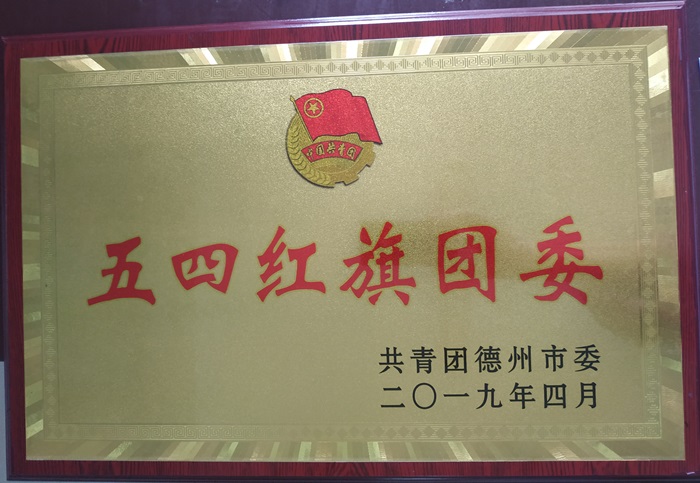 中国共青团
五四红旗团委
共青团德州市委
二〇一九年四月